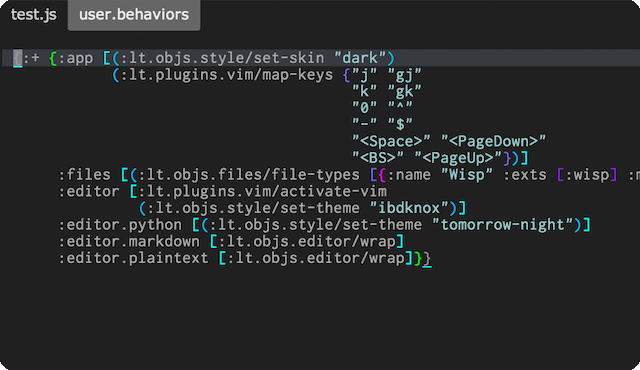 test.js user.behaviors
{:+ {:app [(:lt.objs.style/set-skin "dark")
(:lt.plugins.vim/map-keys {"j" "gj"
"k" "gk"
"0" "^"
"-" "$"
"<Space>" "<PageDown>"
"<BS>" "<PageUp>"})]
:files [(:lt.objs.files/file-types [{:name "Wisp" :exts [:wisp] :m
:editor [:lt.plugins.vim/activate-vim
(:lt.objs.style/set-theme "ibdknox")]
:editor.python [(:lt.objs.style/set-theme "tomorrow-night")]
:editor.markdown [:lt.objs.editor/wrap]
:editor.plaintext [:lt.objs.editor/wrap]}}